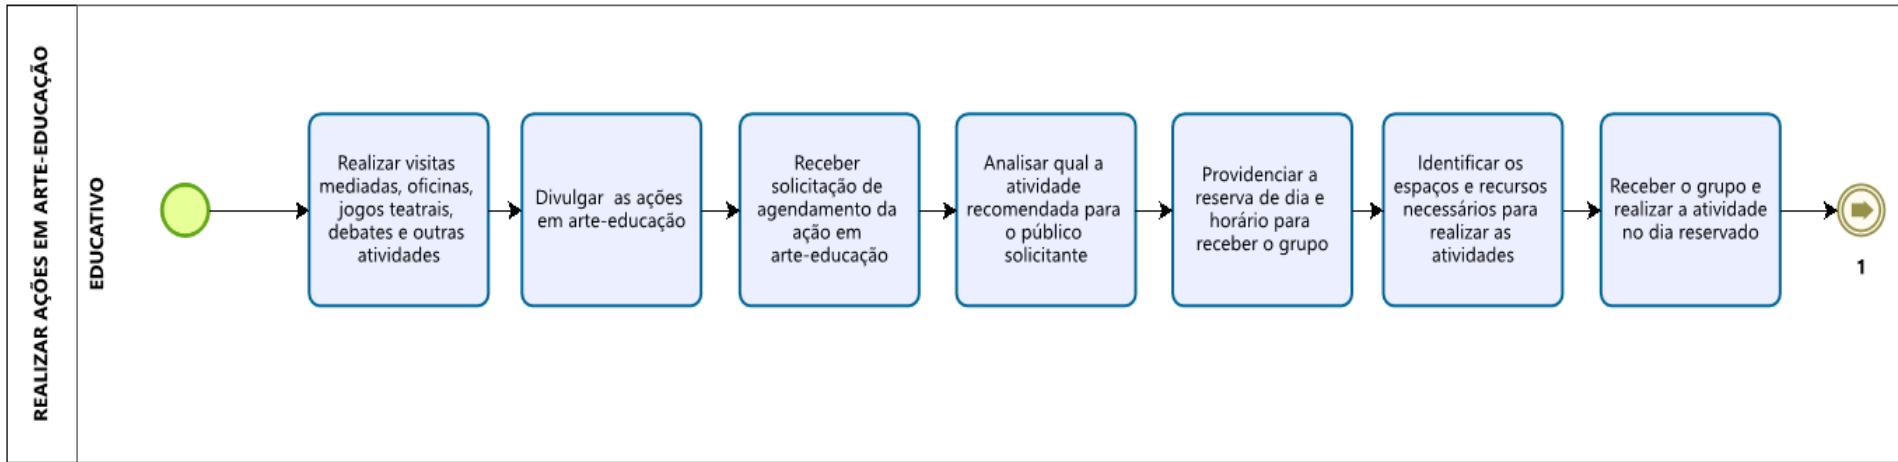 REALIZAR AÇÕES EM ARTE-EDUCAÇÃO
EDUCATIVO
Realizar visitas
mediadas, oficinas,
jogos teatrais,
debates e outras
atividades
Divulgar as ações
em arte-educação
Receber
solicitação de
agendamento da
ação em
arte-educação
Analisar qual a
atividade
recomendada para
o público
solicitante
Providenciar a
reserva de dia e
horário para
receber o grupo
Identificar os
espaços e recursos
necessários para
realizar as
atividades
Receber o grupo e
realizar a atividade
no dia reservado
1